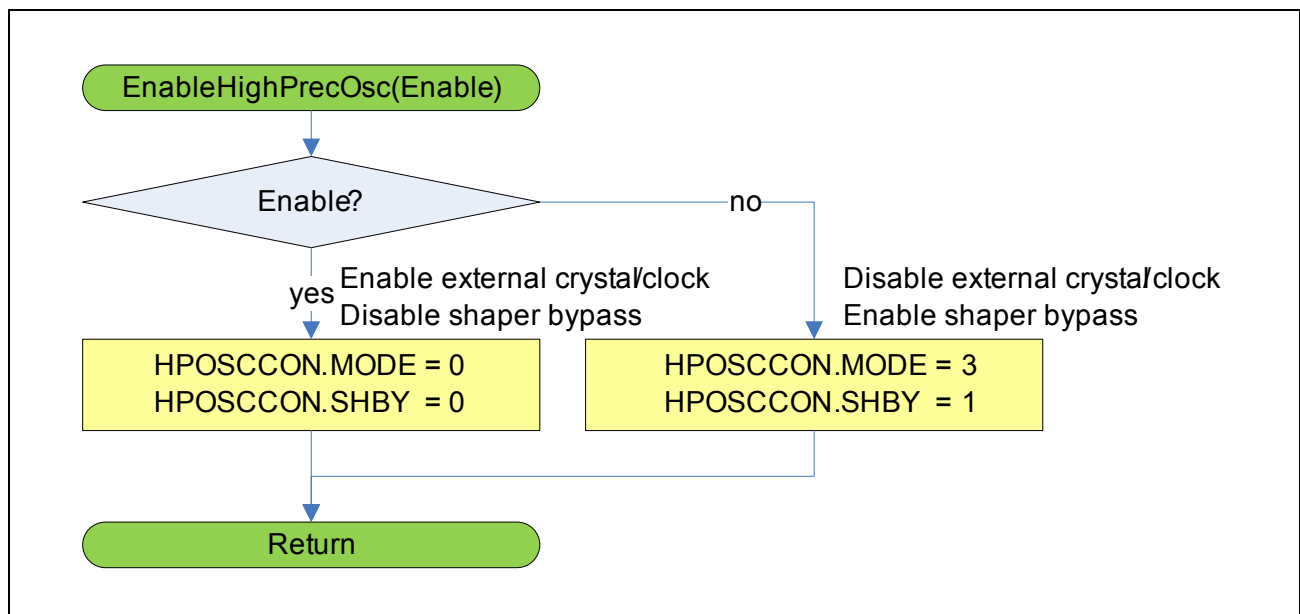 EnableHighPrecOsc(Enable)
Enable?
no
yes
Enable external crystal/clock
Disable shaper bypass
Disable external crystal/clock
Enable shaper bypass
HPOSCCON.MODE = 0
HPOSCCON.SHBY = 0
HPOSCCON.MODE = 3
HPOSCCON.SHBY = 1
Return